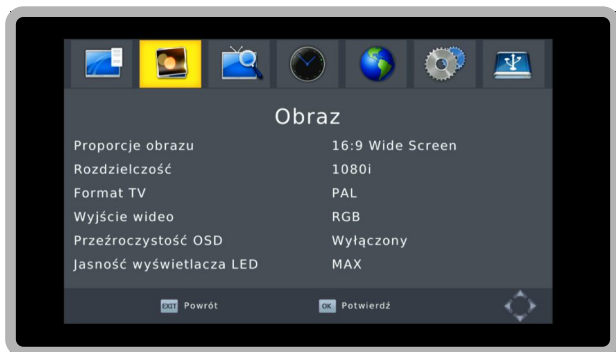 Obraz
Proporcje obrazu 16:9 Wide Screen
Rozdzielczość 1080i
Format TV PAL
Wyjście wideo RGB
Przeźroczystość OSD Wyłączony
Jasność wyświetlacza LED MAX
EXIT Powrót OK Potwierdź